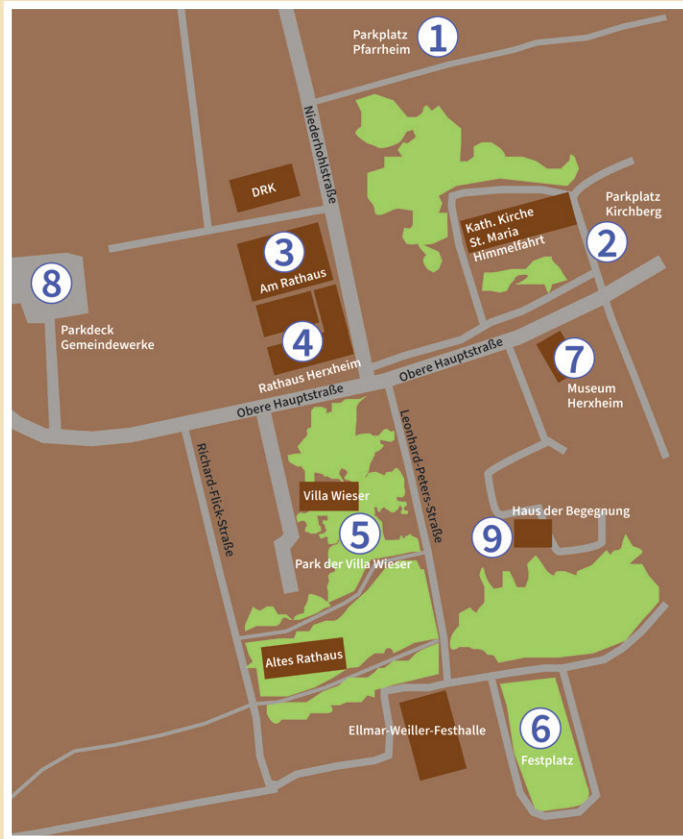 Parkplatz
Pfarrheim
1
Niederhohlstraße
DRK
Kath. Kirche
St. Maria
Himmelfahrt
Parkplatz
Kirchberg
2
3
Am Rathaus
8
Parkdeck
Gemeindewerke
4
Rathaus Herxheim
7
Museum
Herxheim
Obere Hauptstraße
Obere Hauptstraße
Richard-Flick-Straße
Leonhard-Peters-Straße
Villa Wieser
5
Park der Villa Wieser
Haus der Begegnung
9
Altes Rathaus
Ellmar-Weiller-Festhalle
6
Festplatz